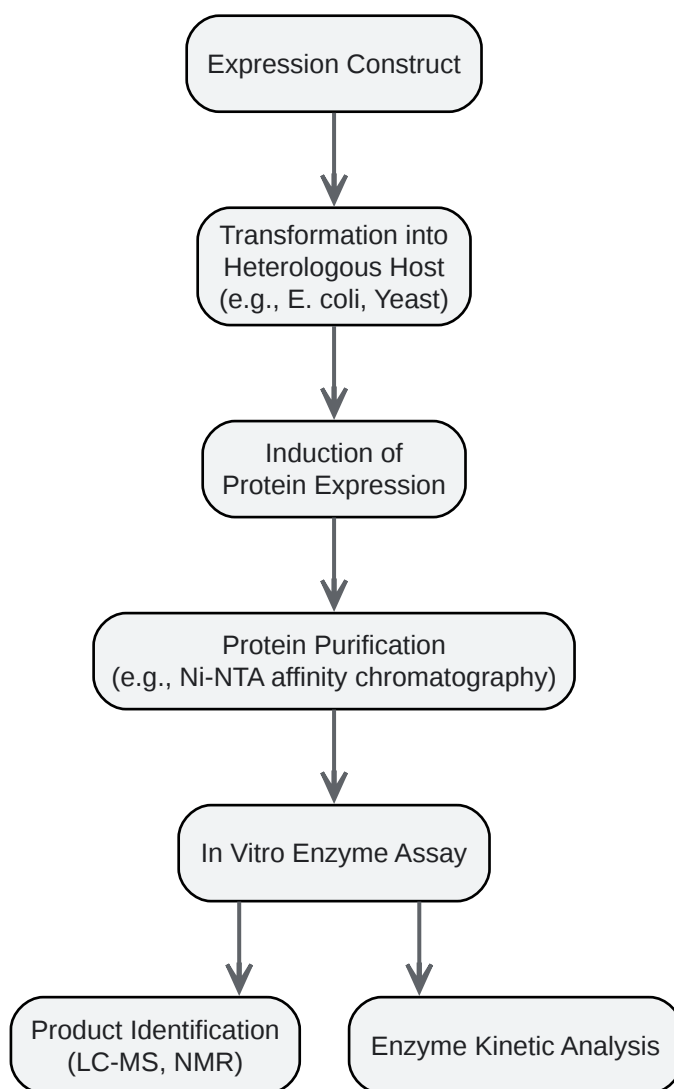 Expression Construct
Transformation into
Heterologous Host
(e.g., E. coli, Yeast)
Induction of
Protein Expression
Protein Purification
(e.g., Ni-NTA affinity chromatography)
In Vitro Enzyme Assay
Product Identification
(LC-MS, NMR)
Enzyme Kinetic Analysis